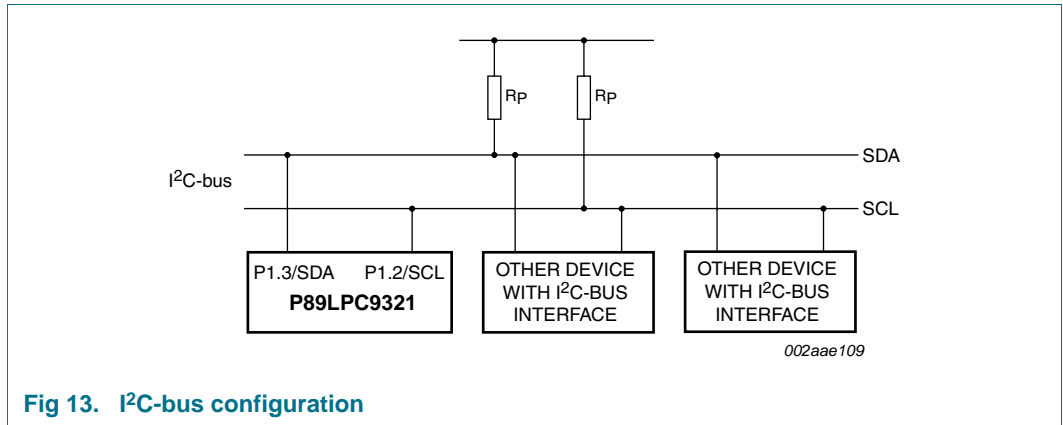 RP RP
SDA
I2C-bus
SCL
P1.3/SDA P1.2/SCL
P89LPC9321
OTHER DEVICE
WITH I2C-BUS
INTERFACE
OTHER DEVICE
WITH I2C-BUS
INTERFACE
002aae109
Fig 13. I2C-bus configuration